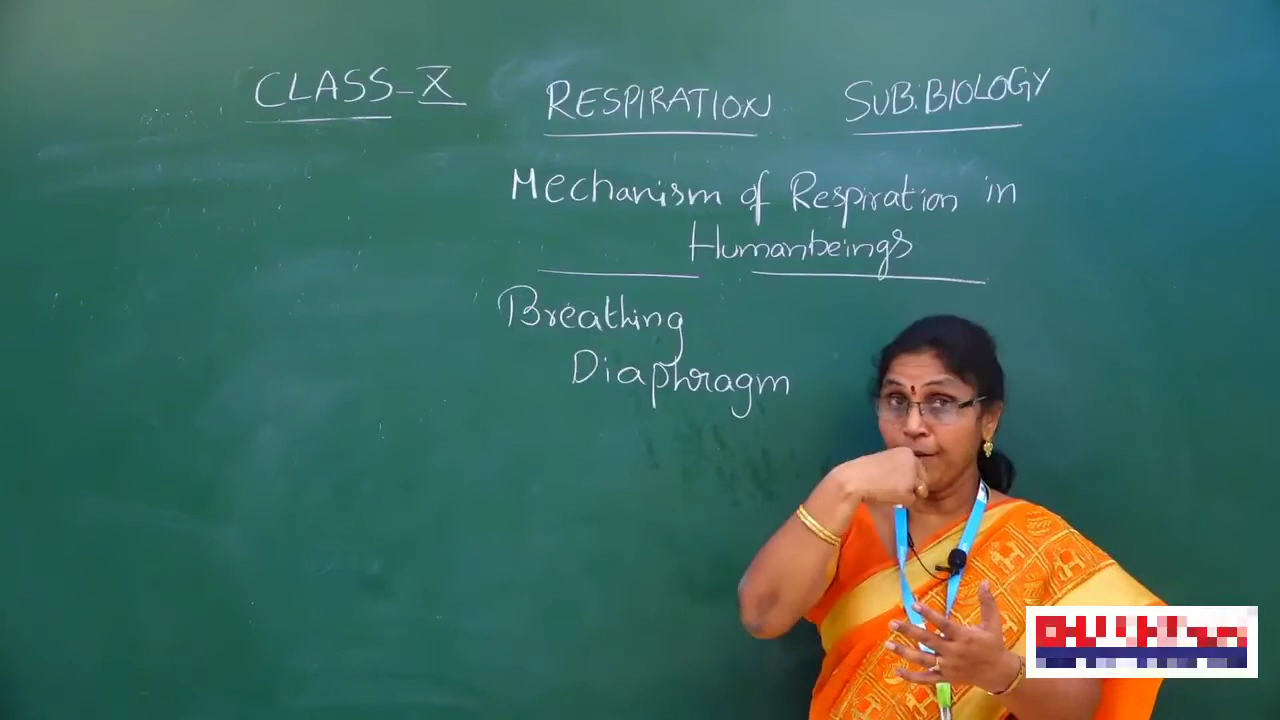 CLASS-X RESPIRATION SUB:BIOLOGY
Mechanism of Respiration in
Humanbeings
Breathing
Diaphragm